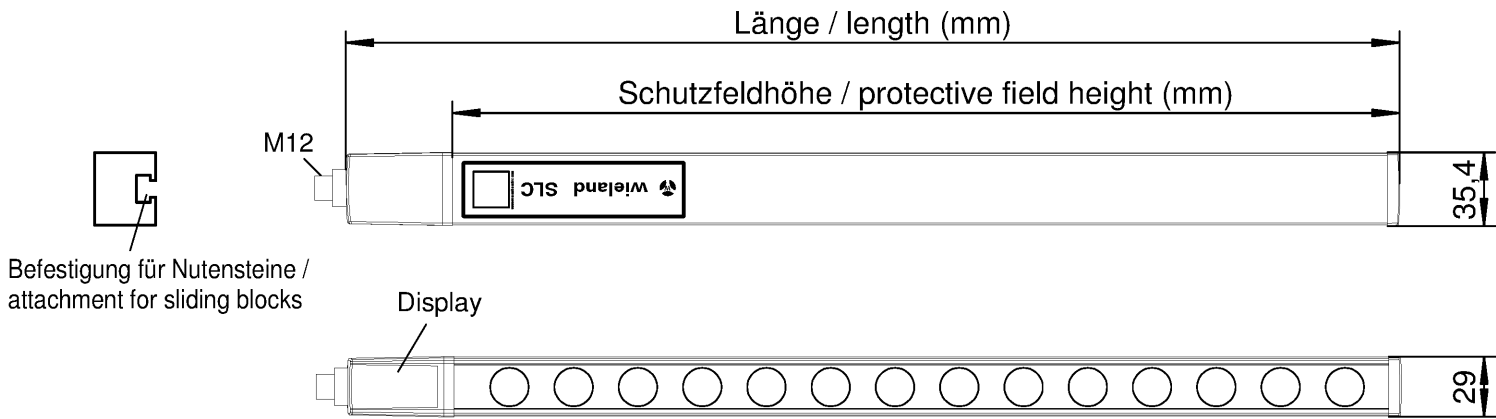 Länge / length (mm)
Schutzfeldhöhe / protective field height (mm)
M12
wieland SLC
35,4
Befestigung für Nutensteine /
attachment for sliding blocks
Display
29